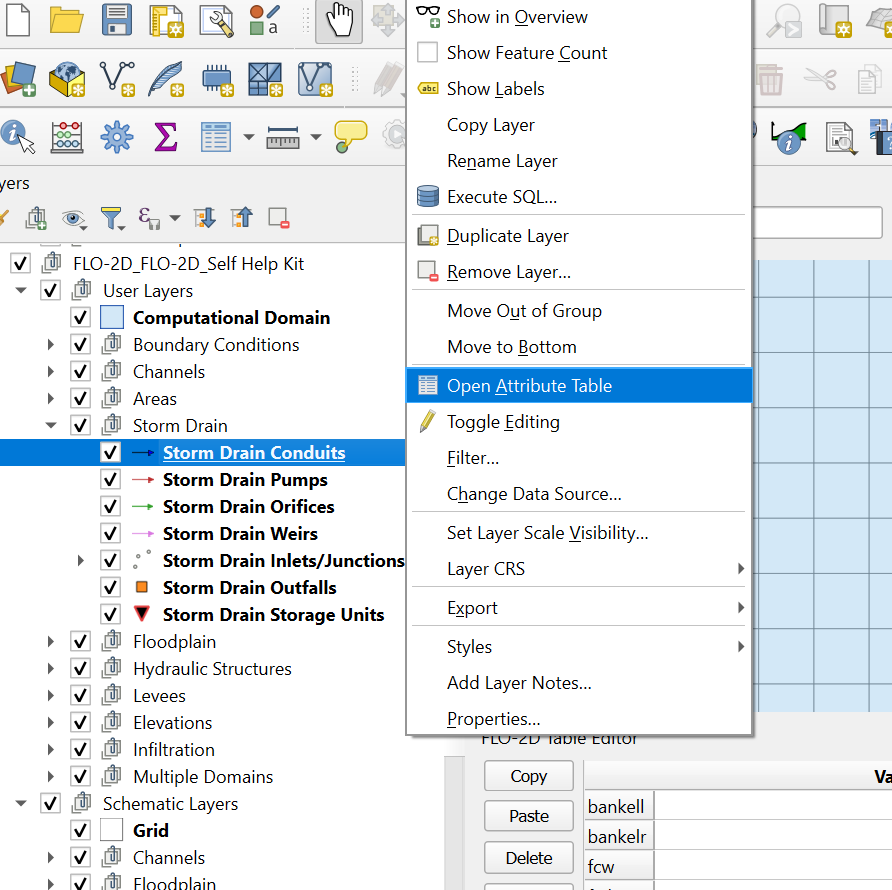 Show in Overview
Show Feature Count
abc Show Labels
Copy Layer
Rename Layer
Execute SQL...
Duplicate Layer
Remove Layer...
Move Out of Group
Move to Bottom
Open Attribute Table
Toggle Editing
Filter...
Change Data Source...
Set Layer Scale Visibility...
Layer CRS
Export
Styles
Add Layer Notes...
Properties...
yers
FLO-2D_FLO-2D_Self Help Kit
User Layers
Computational Domain
Boundary Conditions
Channels
Areas
Storm Drain
Storm Drain Conduits
Storm Drain Pumps
Storm Drain Orifices
Storm Drain Weirs
Storm Drain Inlets/Junctions
Storm Drain Outfalls
Storm Drain Storage Units
Floodplain
Hydraulic Structures
Levees
Elevations
Infiltration
Multiple Domains
Schematic Layers
Grid
Channels
Floodplain
FLO-2D Table Editor
Copy
Paste
Delete
Va
bankell
bankelr
fcw